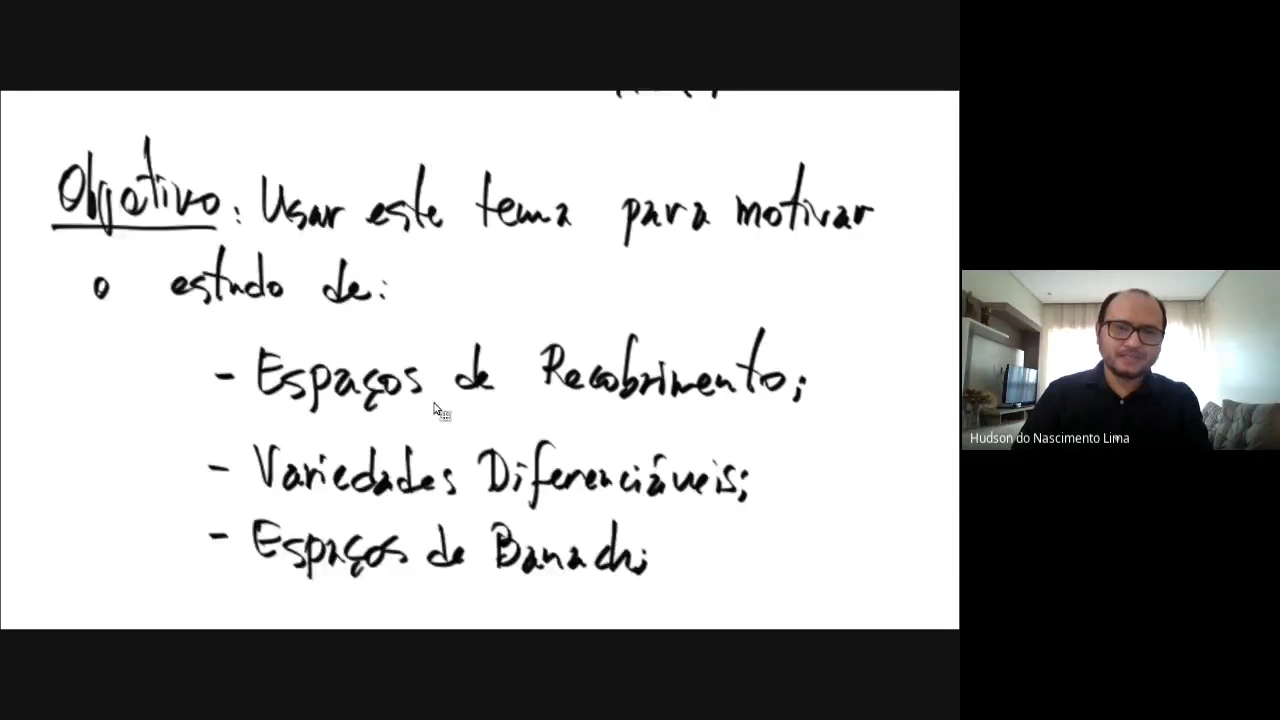 Objetivo: Usar este tema para motivar
o estudo de:
- Espaços de Recobrimento;
- Variedades Diferenciáveis;
- Espaços de Banach;
Hudson do Nascimento Lima